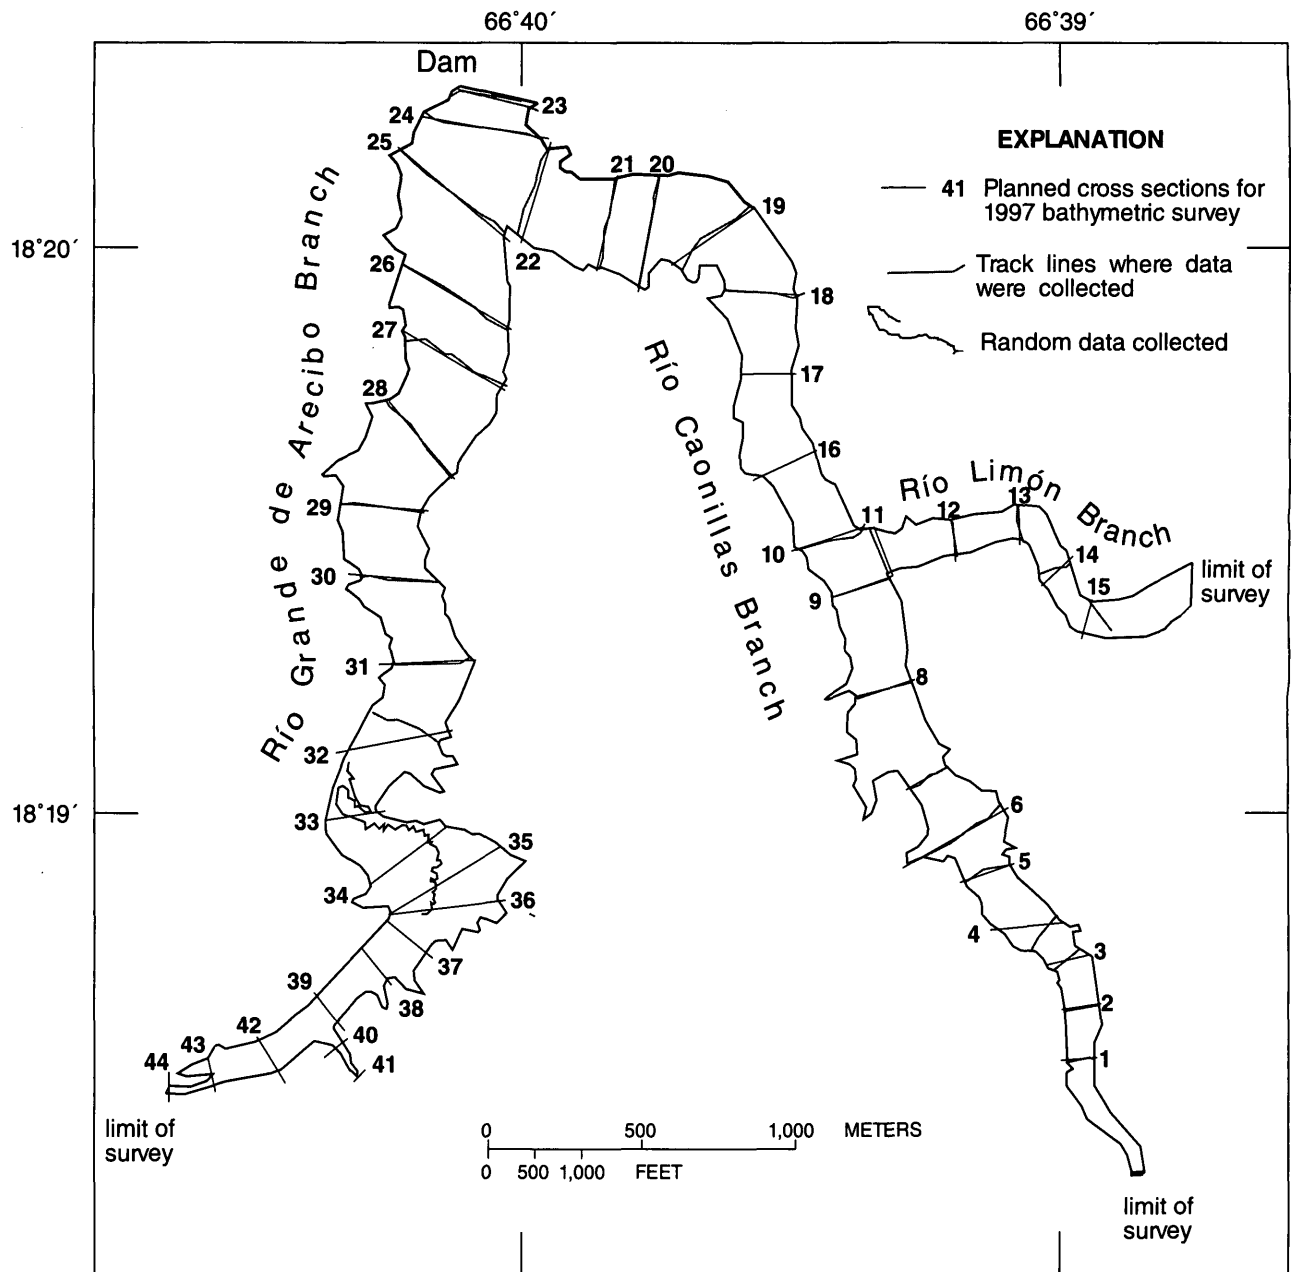 66°40′
66°39′
Dam
23
24
25
EXPLANATION
41 Planned cross sections for
1997 bathymetric survey
21
20
19
18°20′
22
26
Track lines where data
were collected
18
27
Random data collected
17
28
Río Grande de Arecibo Branch
Río Caonillas Branch
16
Río Limón Branch
29
13
12
11
10
14
limit of
survey
30
15
9
31
8
32
18°19′
33
6
35
5
34
36
4
37
3
39
38
2
42
40
43
41
44
1
limit of
survey
0 500 1,000 METERS
0 500 1,000 FEET
limit of
survey